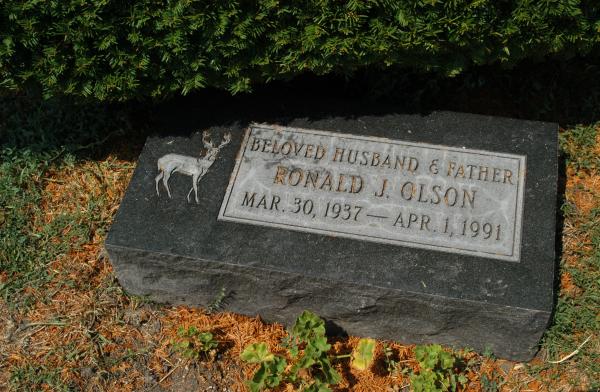 BELOVED HUSBAND & FATHER
RONALD J. OLSON
MAR. 30, 1937 — APR. 1, 1991